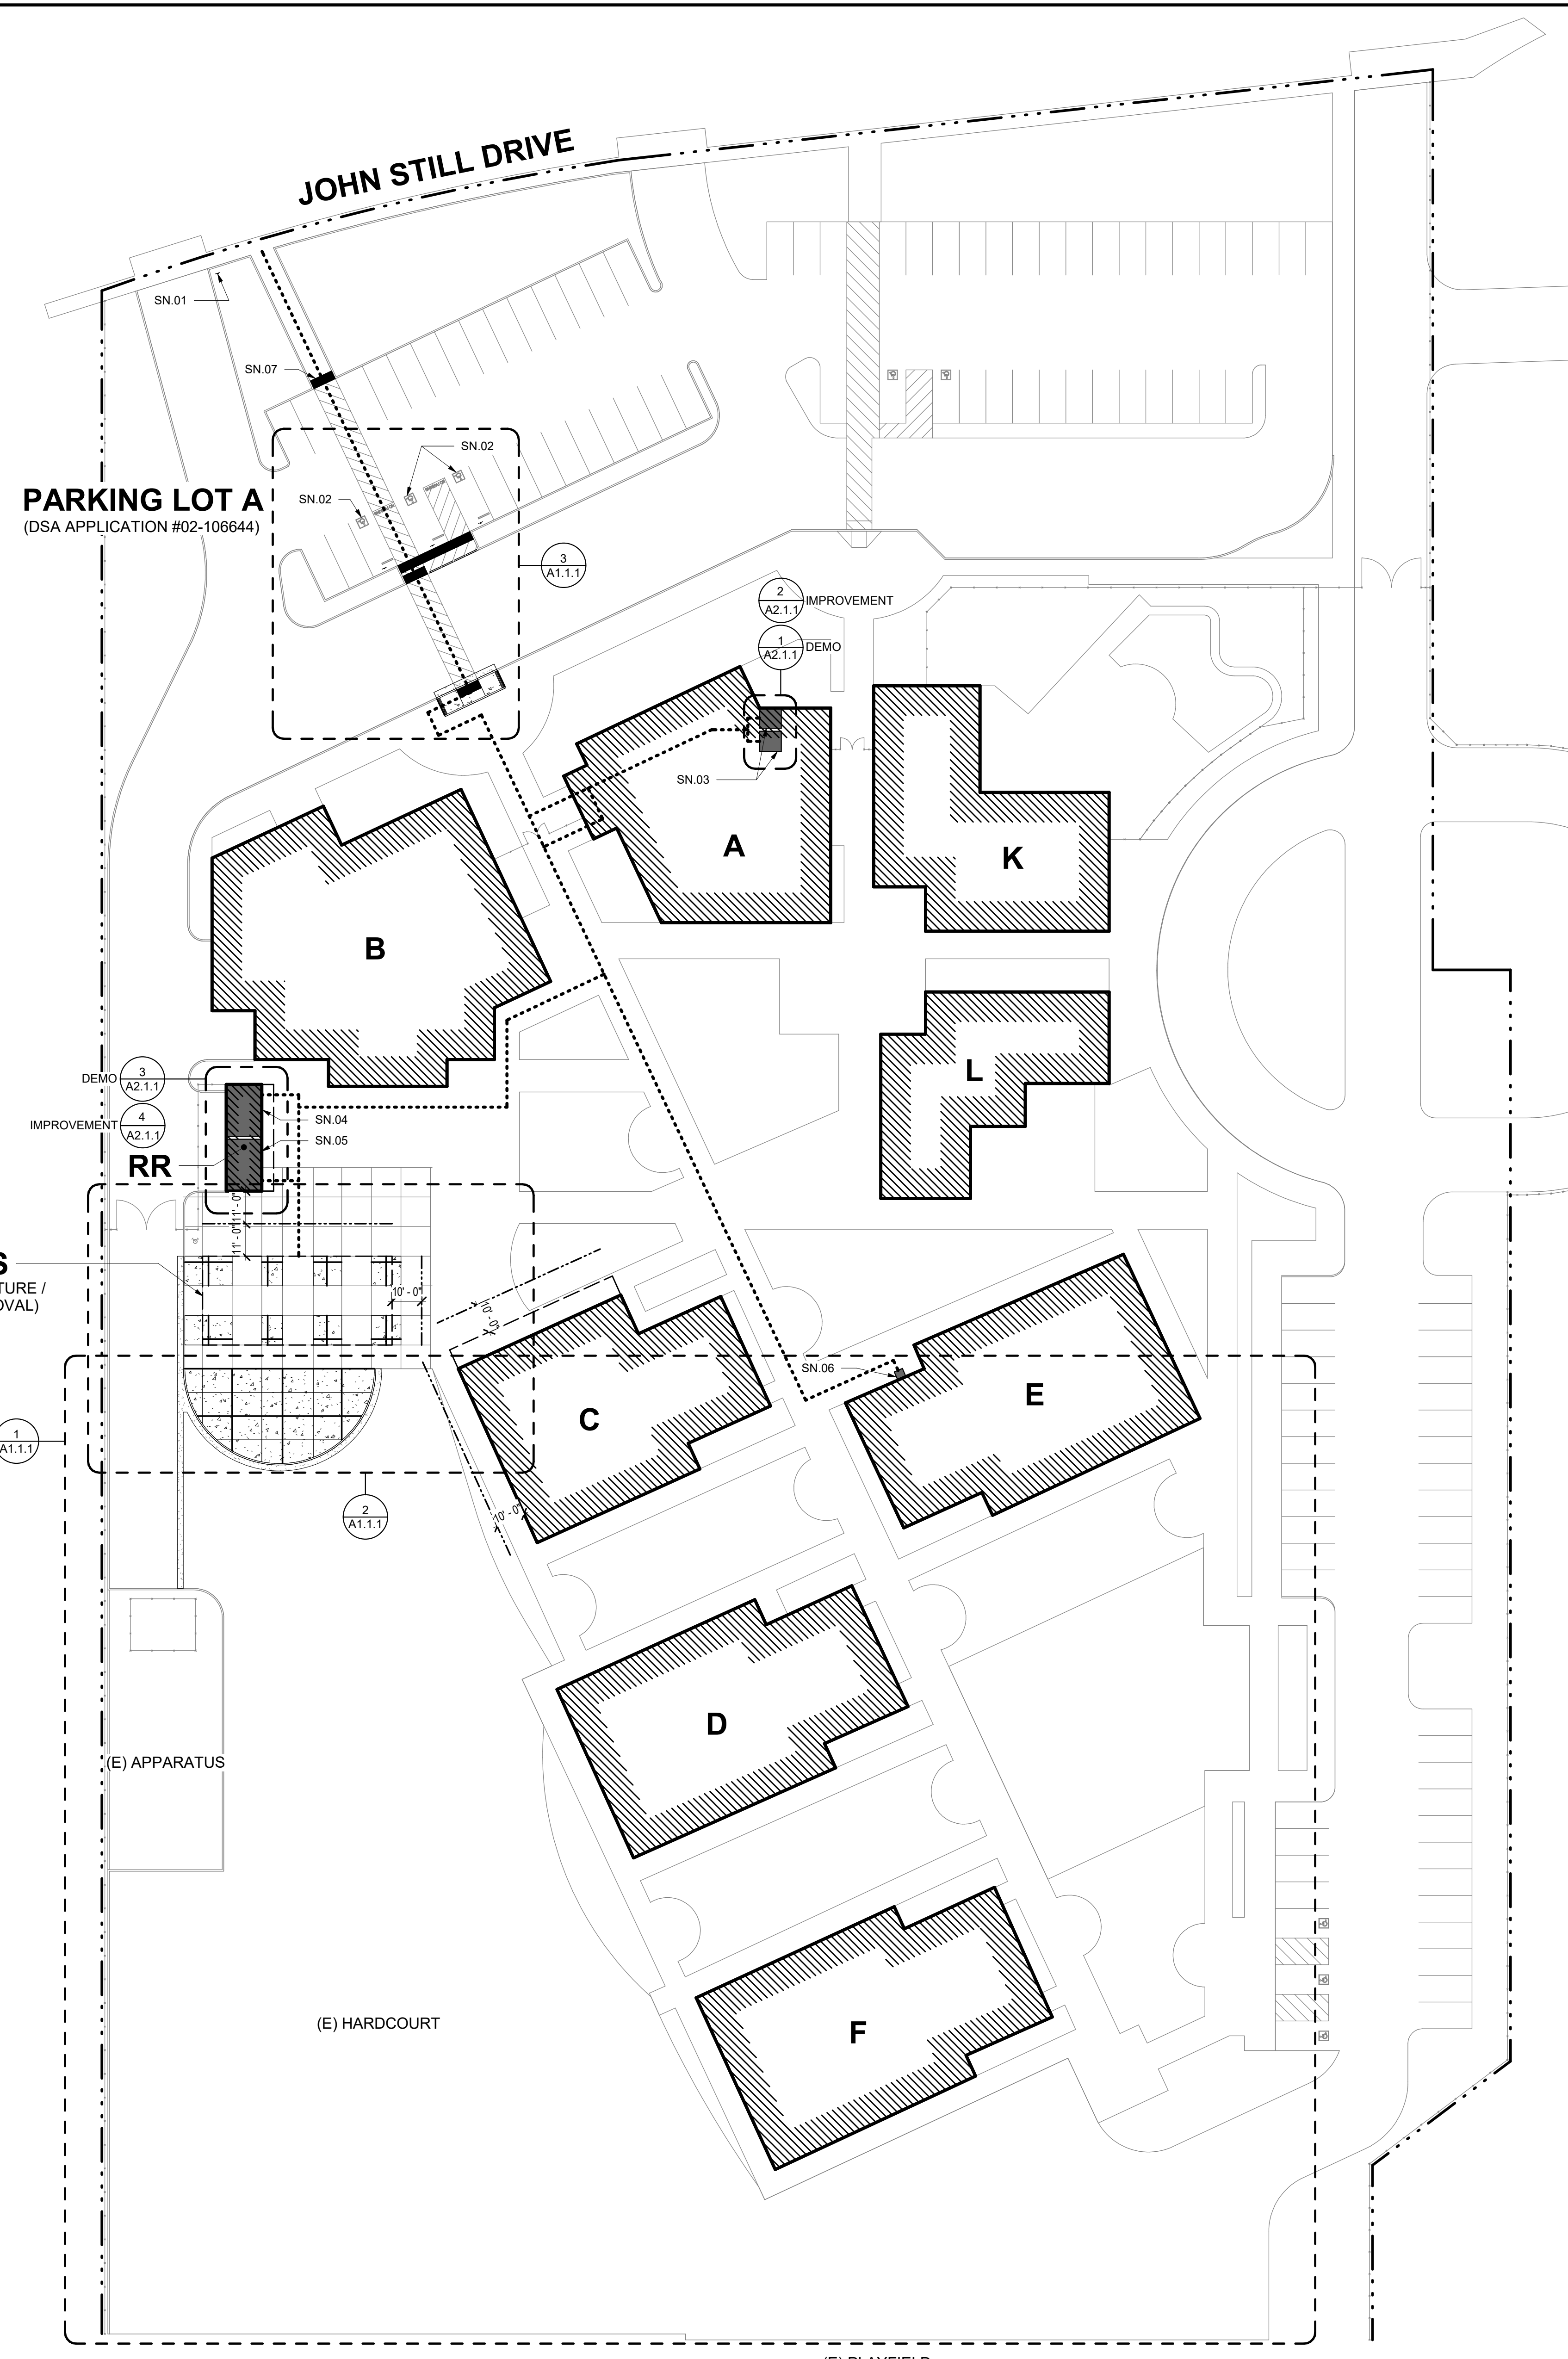 JOHN STILL DRIVE
SN.01
SN.07
SN.02
PARKING LOT A
(DSA APPLICATION #02-106644)
SN.02
3
A1.1.1
2
A2.1.1
IMPROVEMENT
1
A2.1.1
DEMO
SN.03
A
K
B
L
DEMO
3
A2.1.1
IMPROVEMENT
4
A2.1.1
SN.04
SN.05
RR
11' - 0"
11' - 0"
S
TURE /
OVAL)
10' - 0"
10' - 0"
SN.06
C
E
1
A1.1.1
2
A1.1.1
10' - 0"
D
(E) APPARATUS
(E) HARDCOURT
F
(E) PLAYFIELD